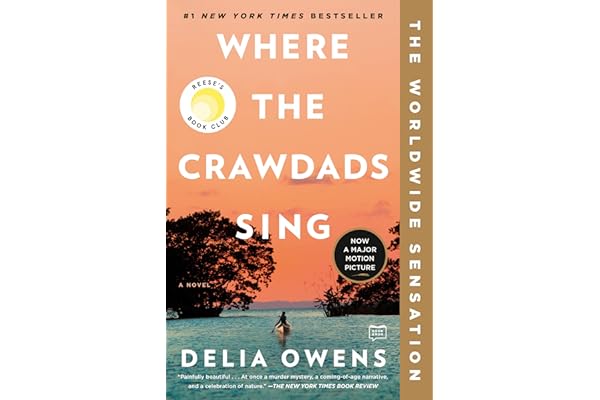 #1 NEW YORK TIMES BESTSELLER
WHERE
THE
CRAWDADS
SING
REESE'S
BOOK CLUB
NOW
A MAJOR
MOTION
PICTURE
A NOVEL
DELIA OWENS
"Painfully beautiful . . . At once a murder mystery, a coming-of-age narrative,
and a celebration of nature." —THE NEW YORK TIMES BOOK REVIEW
THE WORLDWIDE SENSATION